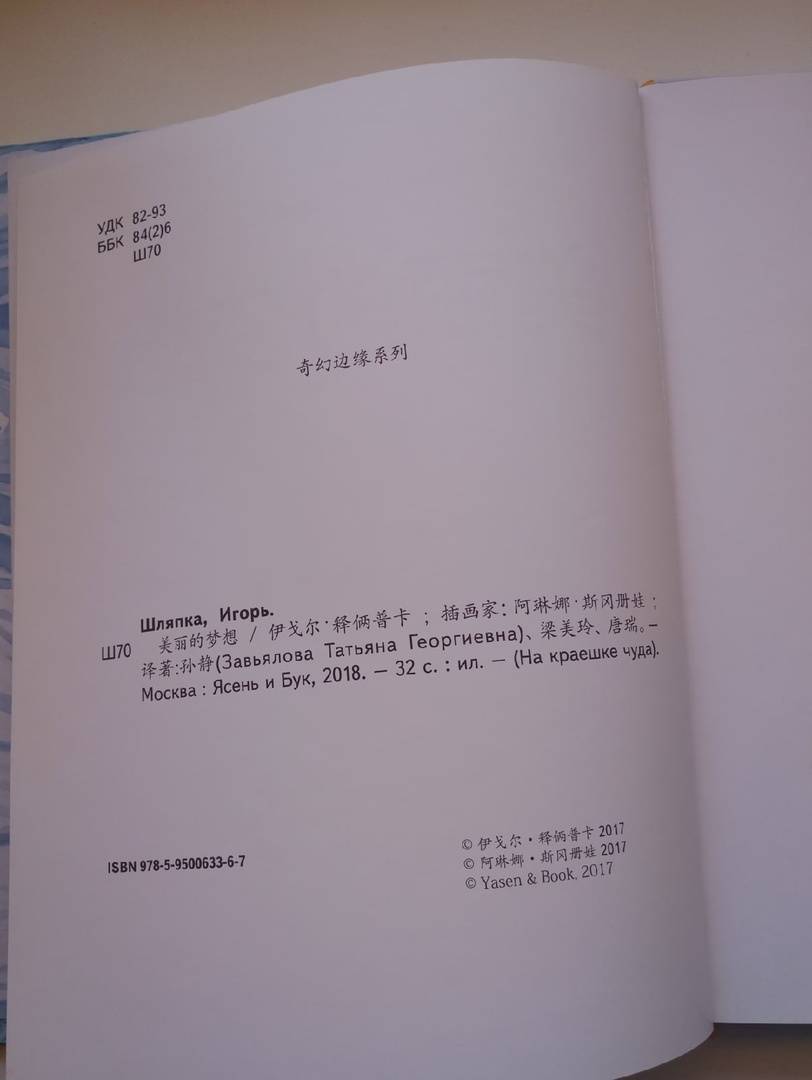 УДК 82-93
ББК 84(2)6
Ш70
奇幻边缘系列
Шляпка, Игорь.
Ш70 美丽的梦想 / 伊戈尔·释俩普卡 ; 插画家: 阿琳娜·斯冈册娃 ;
译著:孙静(Завьялова Татьяна Георгиевна)、梁美玲、唐瑞。–
Москва : Ясень и Бук, 2018. — 32 с. : ил. — (На краешке чуда).
ISBN 978-5-9500633-6-7
© 伊戈尔·释俩普卡 2017
© 阿琳娜·斯冈册娃 2017
© Yasen & Book, 2017